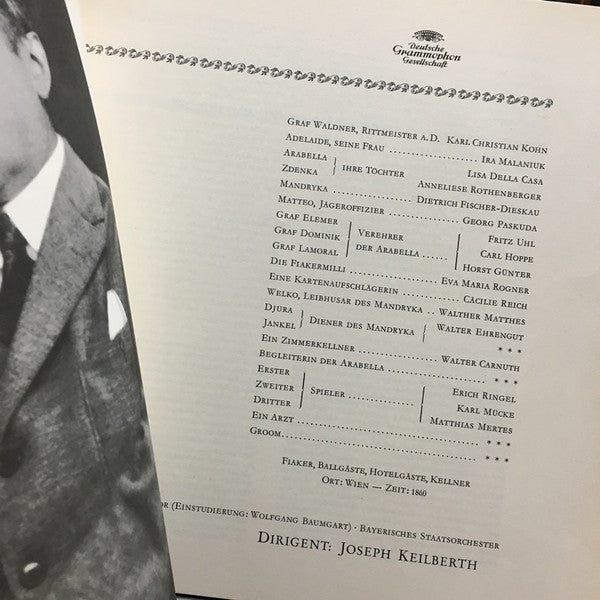 Deutsche
Grammophon
Gesellschaft
GRAF WALDNER, RITTMEISTER A.D. KARL CHRISTIAN KOHN
ADELAIDE, SEINE FRAU .................... IRA MALANIUK
ARABELLA LISA DELLA CASA
IHRE TÖCHTER
ZDENKA ANNELIESE ROTHENBERGER
MANDRYKA ................. DIETRICH FISCHER-DIESKAU
MATTEO, JÄGEROFFIZIER ............... GEORG PASKUDA
GRAF ELEMER FRITZ UHL
VEREHRER
GRAF DOMINIK CARL HOPPE
DER ARABELLA ......
GRAF LAMORAL HORST GÜNTER
DIE FIAKERMILLI .................... EVA MARIA ROGNER
EINE KARTENAUFSCHLÄGERIN ............ CÄCILIE REICH
WELKO, LEIBHUSAR DES MANDRYKA .. WALTHER MATTHES
DJURA WALTER EHRENGUT
DIENER DES MANDRYKA
JANKEL * * *
EIN ZIMMERKELLNER .................. WALTER CARNUTH
BEGLEITERIN DER ARABELLA .................... * * *
ERSTER ERICH RINGEL
ZWEITER SPIELER .............. KARL MÜCKE
DRITTER MATTHIAS MERTES
EIN ARZT ........................................ * * *
GROOM.......................................... * * *
FIAKER, BALLGÄSTE, HOTELGÄSTE, KELLNER
ORT: WIEN — ZEIT: 1860
OR (EINSTUDIERUNG: WOLFGANG BAUMGART) · BAYERISCHES STAATSORCHESTER
DIRIGENT: JOSEPH KEILBERTH